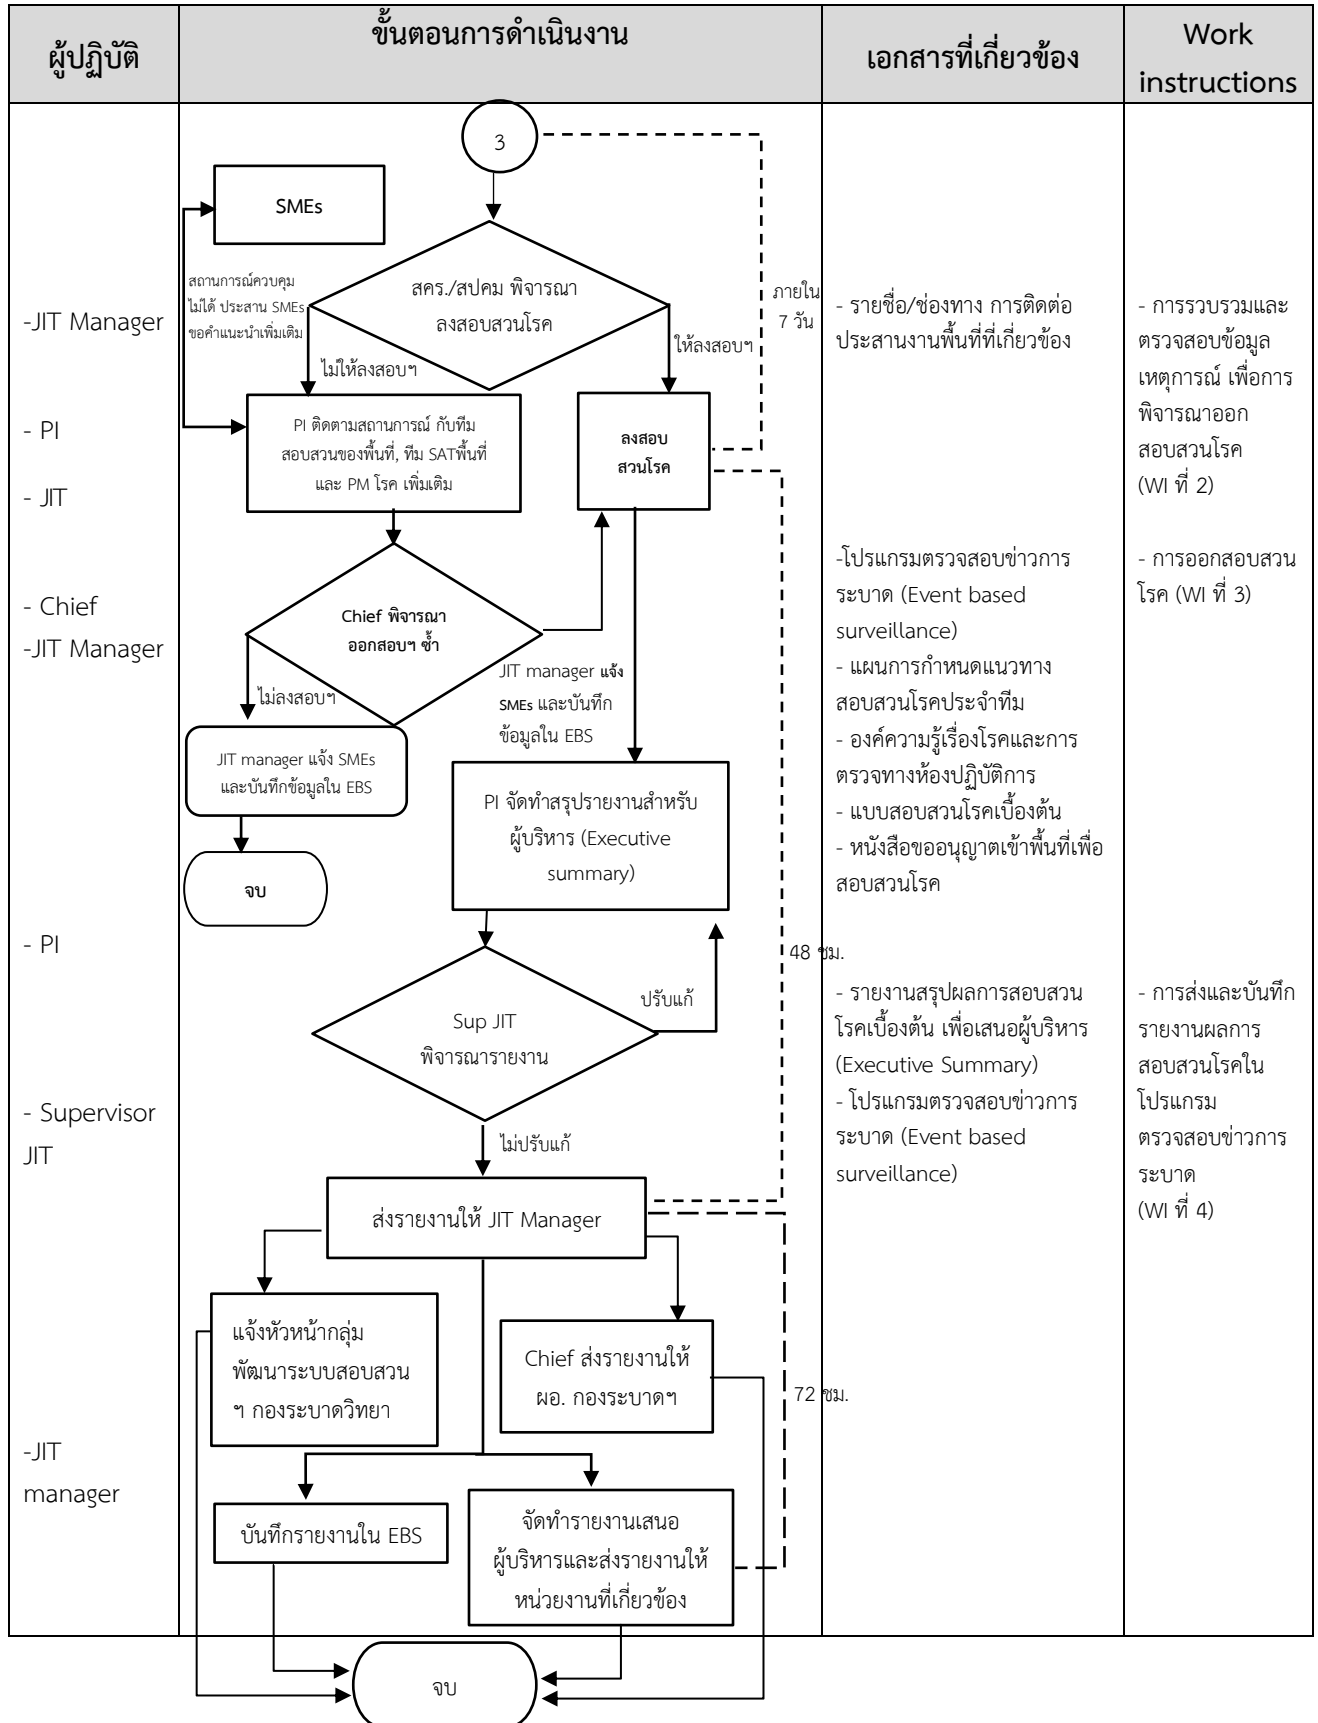 ผู้ปฏิบัติ
ขั้นตอนการดำเนินงาน
เอกสารที่เกี่ยวข้อง
Work
instructions
3
SMEs
สถานการณ์ควบคุม
ไม่ได้ ประสาน SMEs
ขอคำแนะนำเพิ่มเติม
สคร./สปคม พิจารณา
ลงสอบสวนโรค
ภายใน
7 วัน
ให้ลงสอบฯ
ไม่ให้ลงสอบฯ
-JIT Manager
- รายชื่อ/ช่องทาง การติดต่อ
ประสานงานพื้นที่ที่เกี่ยวข้อง
- การรวบรวมและ
ตรวจสอบข้อมูล
เหตุการณ์ เพื่อการ
พิจารณาออก
สอบสวนโรค
(WI ที่ 2)
- PI
- JIT
PI ติดตามสถานการณ์ กับทีม
สอบสวนของพื้นที่, ทีม SATพื้นที่
และ PM โรค เพิ่มเติม
ลงสอบ
สวนโรค
- Chief
-JIT Manager
Chief พิจารณา
ออกสอบฯ ซ้ำ
ไม่ลงสอบฯ
JIT manager แจ้ง
SMEs และบันทึก
ข้อมูลใน EBS
-โปรแกรมตรวจสอบข่าวการ
ระบาด (Event based
surveillance)
- แผนการกำหนดแนวทาง
สอบสวนโรคประจำทีม
- องค์ความรู้เรื่องโรคและการ
ตรวจทางห้องปฏิบัติการ
- แบบสอบสวนโรคเบื้องต้น
- หนังสือขออนุญาตเข้าพื้นที่เพื่อ
สอบสวนโรค
- การออกสอบสวน
โรค (WI ที่ 3)
JIT manager แจ้ง SMEs
และบันทึกข้อมูลใน EBS
จบ
PI จัดทำสรุปรายงานสำหรับ
ผู้บริหาร (Executive
summary)
- PI
48 ชม.
ปรับแก้
Sup JIT
พิจารณารายงาน
ไม่ปรับแก้
- รายงานสรุปผลการสอบสวน
โรคเบื้องต้น เพื่อเสนอผู้บริหาร
(Executive Summary)
- โปรแกรมตรวจสอบข่าวการ
ระบาด (Event based
surveillance)
- การส่งและบันทึก
รายงานผลการ
สอบสวนโรคใน
โปรแกรม
ตรวจสอบข่าวการ
ระบาด
(WI ที่ 4)
- Supervisor
JIT
ส่งรายงานให้ JIT Manager
แจ้งหัวหน้ากลุ่ม
พัฒนาระบบสอบสวน
ฯ กองระบาดวิทยา
Chief ส่งรายงานให้
ผอ. กองระบาดฯ
72 ชม.
-JIT
manager
บันทึกรายงานใน EBS
จัดทำรายงานเสนอ
ผู้บริหารและส่งรายงานให้
หน่วยงานที่เกี่ยวข้อง
จบ